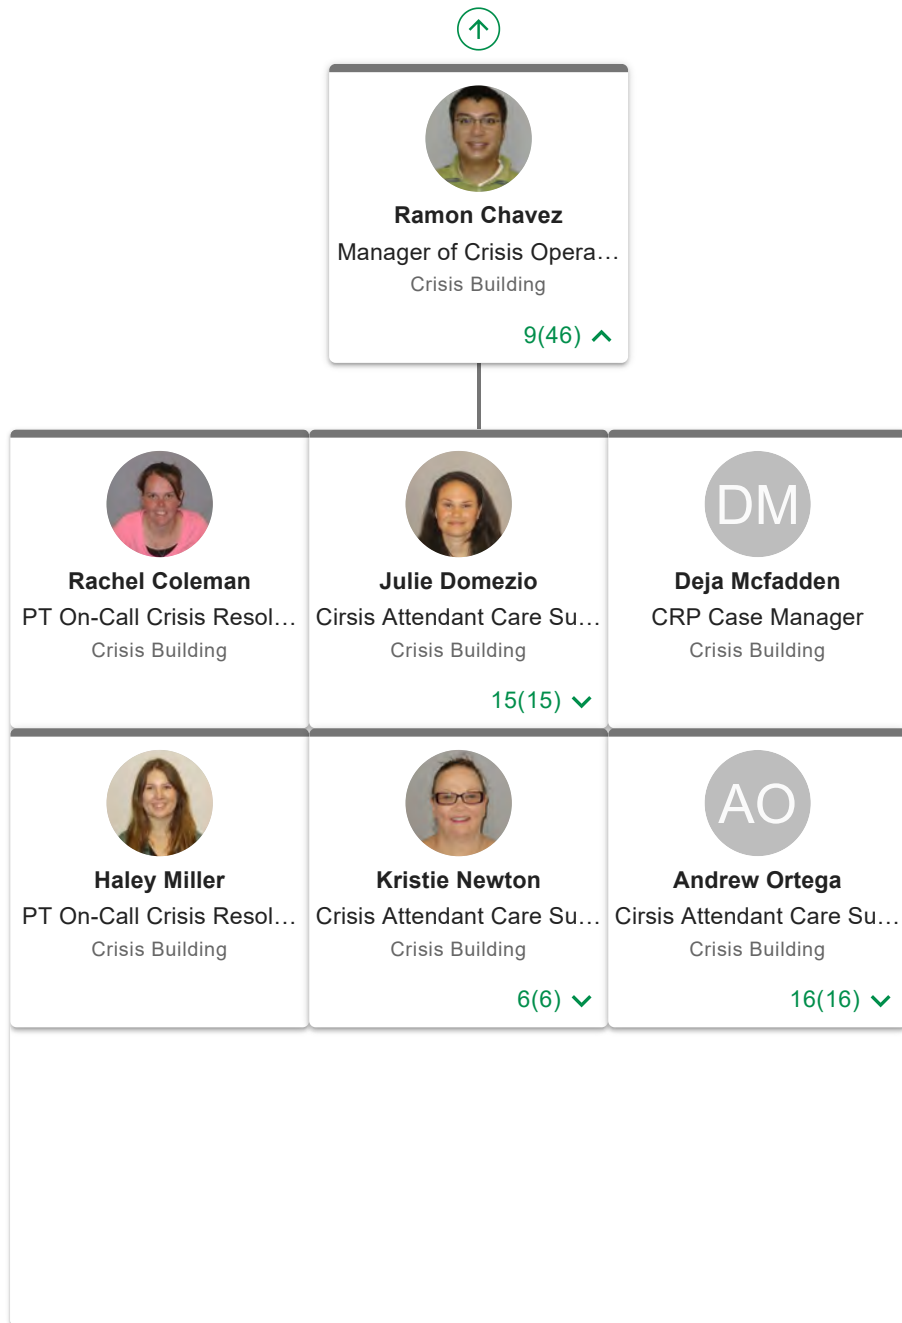 Ramon Chavez
Manager of Crisis Opera…
Crisis Building
9(46)
Rachel Coleman
PT On-Call Crisis Resol…
Crisis Building
Julie Domezio
Cirsis Attendant Care Su…
Crisis Building
15(15)
DM
Deja Mcfadden
CRP Case Manager
Crisis Building
Haley Miller
PT On-Call Crisis Resol…
Crisis Building
Kristie Newton
Crisis Attendant Care Su…
Crisis Building
6(6)
AO
Andrew Ortega
Cirsis Attendant Care Su…
Crisis Building
16(16)